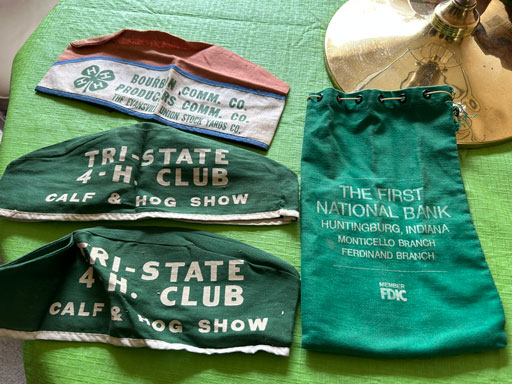 H H H H
BOURBIN COMM. CO.
PRODUCERS COMM. CO.
THE EVANSVILLE UNION STOCK YARDS CO.
TRI-STATE
4-H. CLUB
CALF & HOG SHOW
TRI-STATE
4-H. CLUB
CALF & HOG SHOW
THE FIRST
NATIONAL BANK
HUNTINGBURG, INDIANA
MONTICELLO BRANCH
FERDINAND BRANCH
MEMBER
FDIC